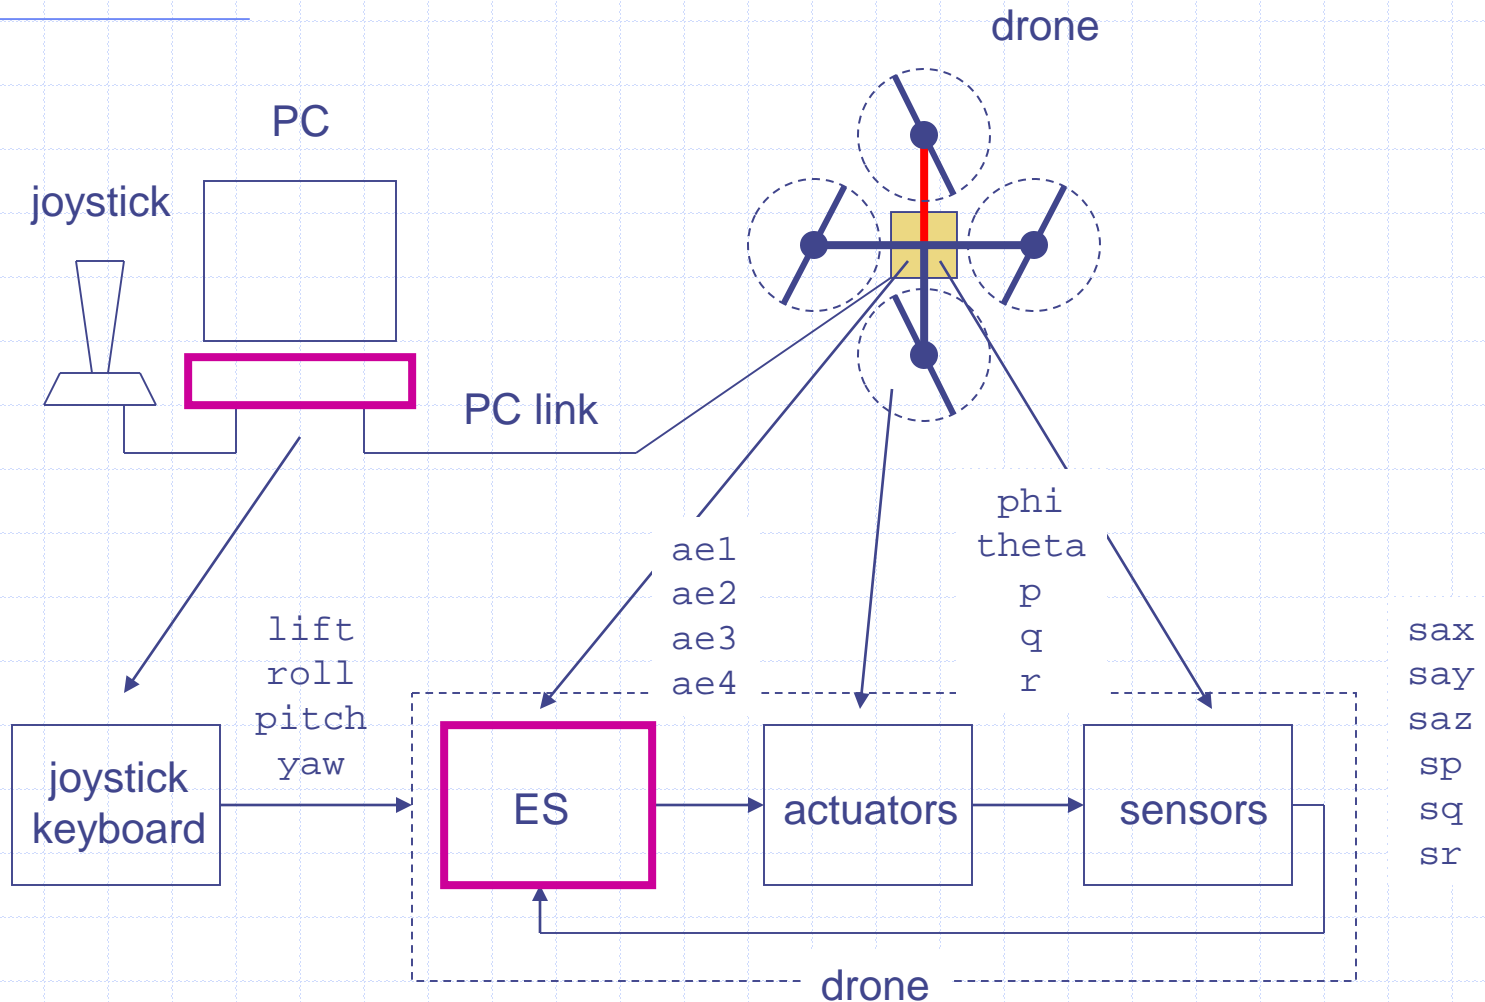 drone
PC
joystick
PC link
phi
theta
p
q
r
ae1
ae2
ae3
ae4
lift
roll
pitch
yaw
sax
say
saz
sp
sq
sr
joystick
keyboard
ES
actuators
sensors
drone